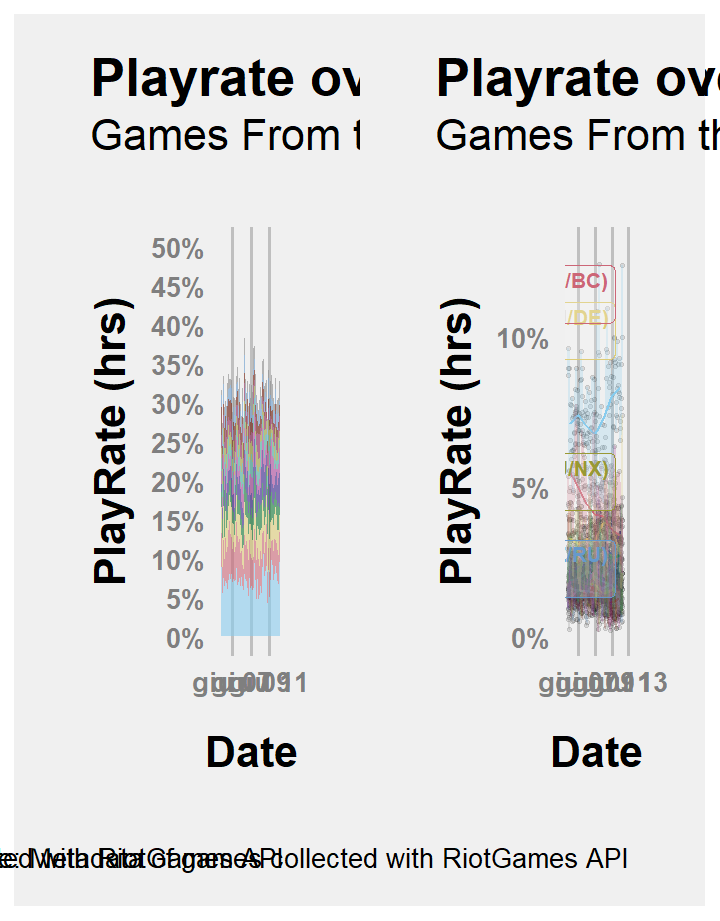 Playrate ov
Games From t
PlayRate (hrs)
50%
45%
40%
35%
30%
25%
20%
15%
10%
5%
0%
Date
Playrate ove
Games From th
PlayRate (hrs)
10%
5%
0%
/BC)
/DE)
/NX)
Date
collected with RiotGames API